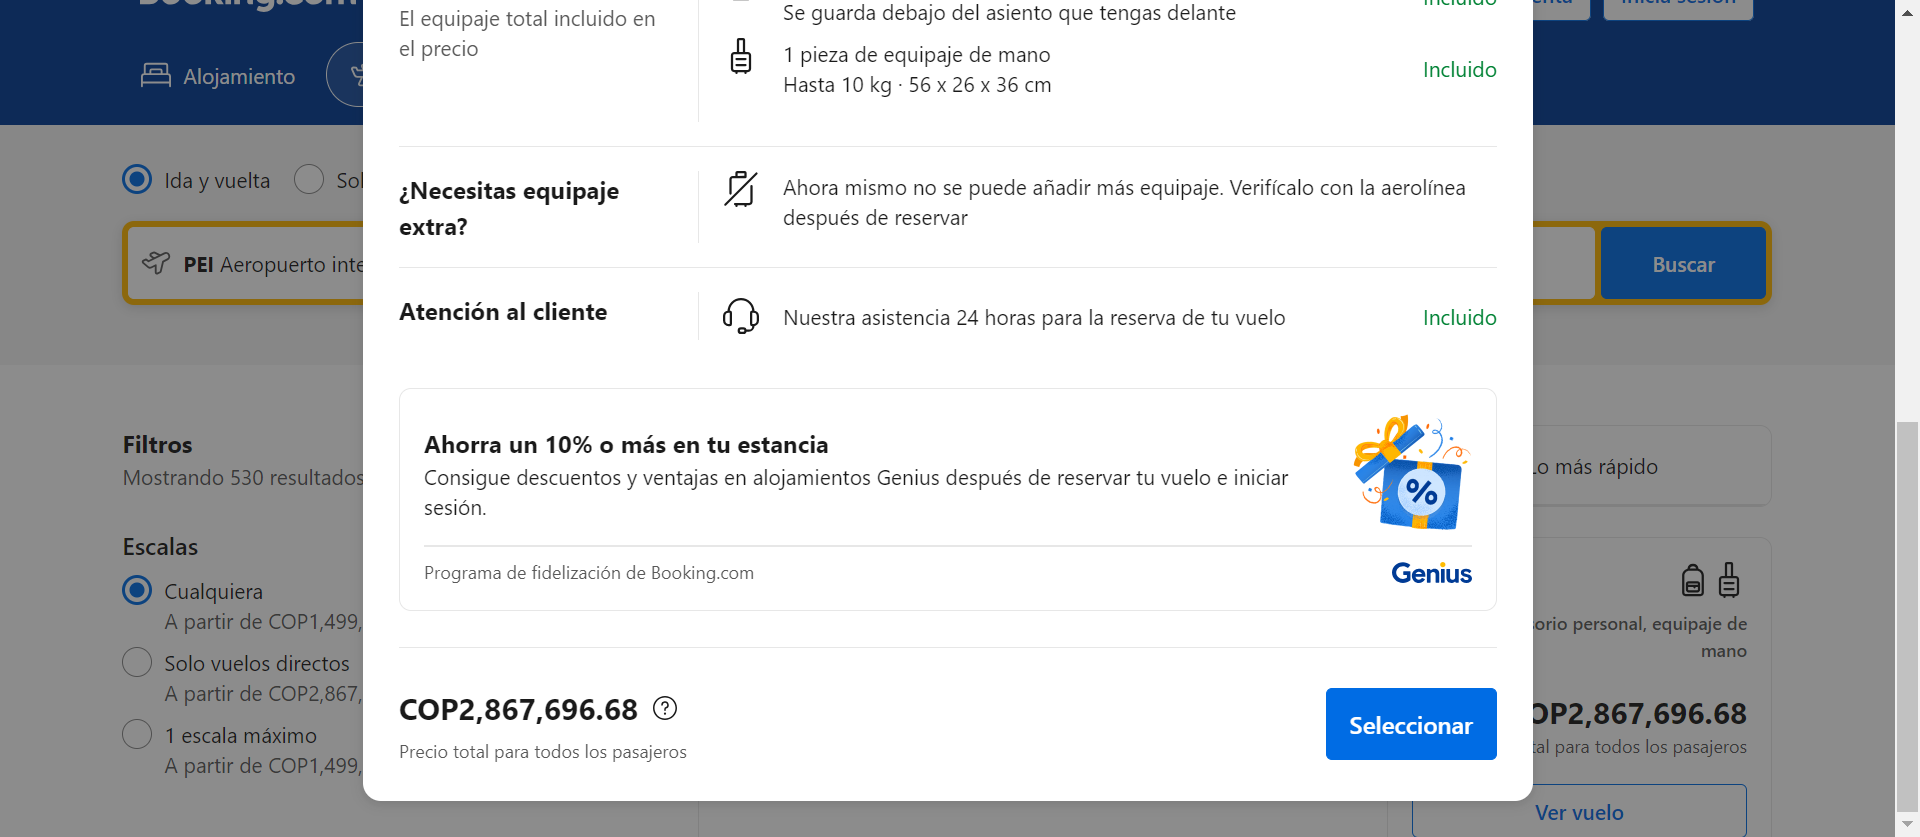 Booking.com
Inicia sesión
Alojamiento
Ida y vuelta
PEI Aeropuerto inte
Buscar
El equipaje total incluido en
el precio
Se guarda debajo del asiento que tengas delante
Incluido
1 pieza de equipaje de mano
Hasta 10 kg · 56 x 26 x 36 cm
Incluido
¿Necesitas equipaje
extra?
Ahora mismo no se puede añadir más equipaje. Verifícalo con la aerolínea
después de reservar
Atención al cliente
Nuestra asistencia 24 horas para la reserva de tu vuelo
Incluido
Ahorra un 10% o más en tu estancia
Consigue descuentos y ventajas en alojamientos Genius después de reservar tu vuelo e iniciar
sesión.
%
Programa de fidelización de Booking.com
Genius
COP2,867,696.68
?
Precio total para todos los pasajeros
Seleccionar
Filtros
Mostrando 530 resultados
Escalas
Cualquiera
A partir de COP1,499,
Solo vuelos directos
A partir de COP2,867,
1 escala máximo
A partir de COP1,499,
Lo más rápido
orio personal, equipaje de
mano
OP2,867,696.68
tal para todos los pasajeros
Ver vuelo